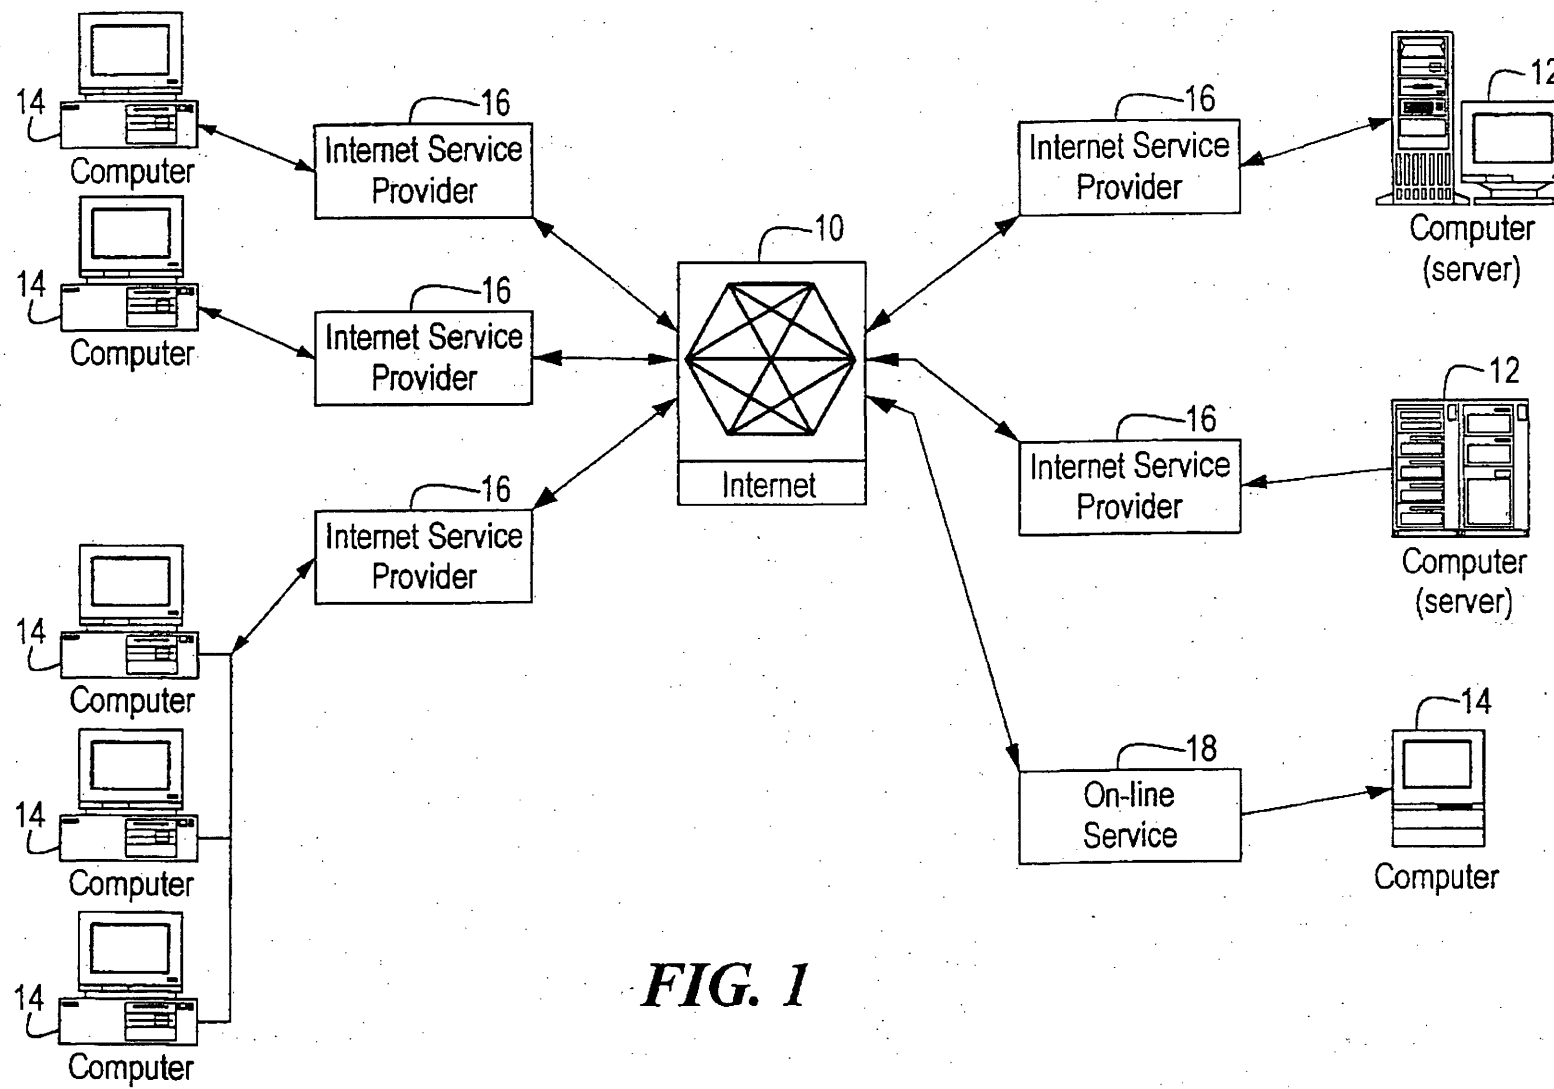 14
Computer
14
Computer
16
Internet Service
Provider
16
Internet Service
Provider
16
Internet Service
Provider
14
Computer
14
Computer
14
Computer
10
Internet
16
Internet Service
Provider
12
Computer
(server)
16
Internet Service
Provider
12
Computer
(server)
18
On-line
Service
14
Computer
FIG. 1